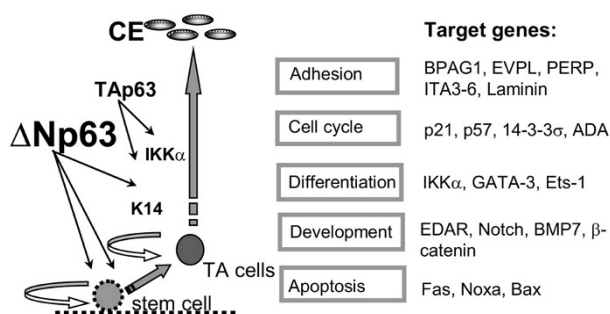 CE
TAp63
ΔNp63
IKKα
K14
TA cells
stem cell
Target genes:
Adhesion
BPAG1, EVPL, PERP,
ITA3-6, Laminin
Cell cycle
p21, p57, 14-3-3σ, ADA
Differentiation
IKKα, GATA-3, Ets-1
Development
EDAR, Notch, BMP7, β-
catenin
Apoptosis
Fas, Noxa, Bax